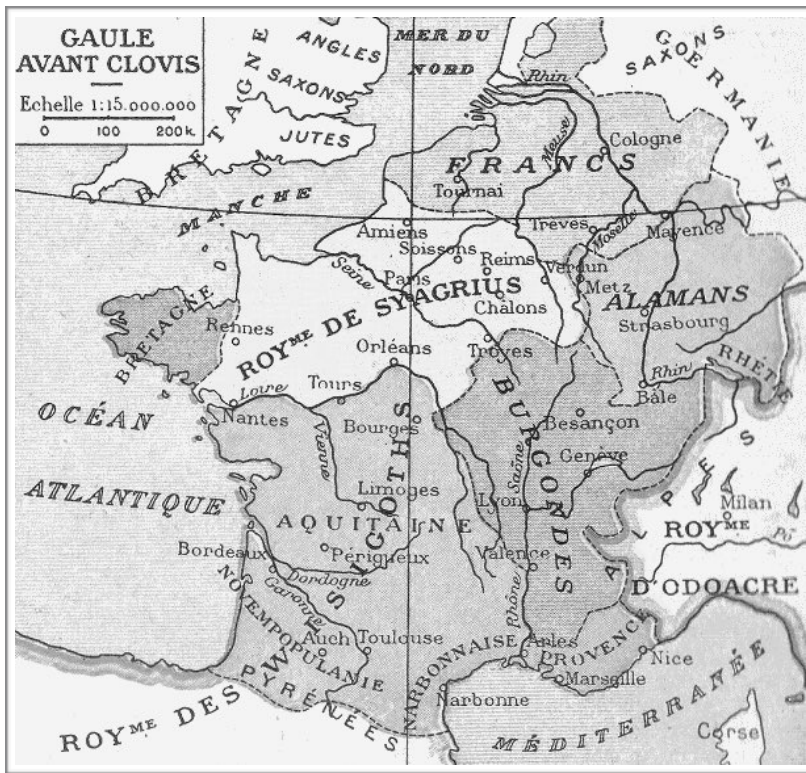 GAULE
AVANT CLOVIS
Echelle 1:15.000.000
0 100 200k.
ANGLES
SAXONS
JUTES
BRETAGNE
MER DU
NORD
SAXONS
GOERMANIE
Rhin
Meuse
Cologne
FRANCS
Tournai
MANCHE
Trèves
Moselle
Mayence
Amiens
Soissons
Reims
Verdun
Metz
Seine
Paris
Châlons
ALAMANS
Strasbourg
ROYME DE SYAGRIUS
BRETAGNE
Rennes
Orléans
Troyes
RHÉTIE
Rhin
Bâle
Loire
Tours
Nantes
Bourges
Vienne
BURGONDES
Besançon
Saône
Genève
OCÉAN
ATLANTIQUE
Limoges
Lyon
ALPES
Milan
ROYME
Pô
D'ODOACRE
AQUITAINE
Périgueux
Bordeaux
Dordogne
Garonne
Valence
Rhône
NOVEMPOPULANIE
Auch
Toulouse
NARBONNAISE
Arles
PROVENCE
Nice
Marseille
Narbonne
PYRÉNÉES
ROYME DES WISIGOTHS
MÉDITERRANÉE
Corse